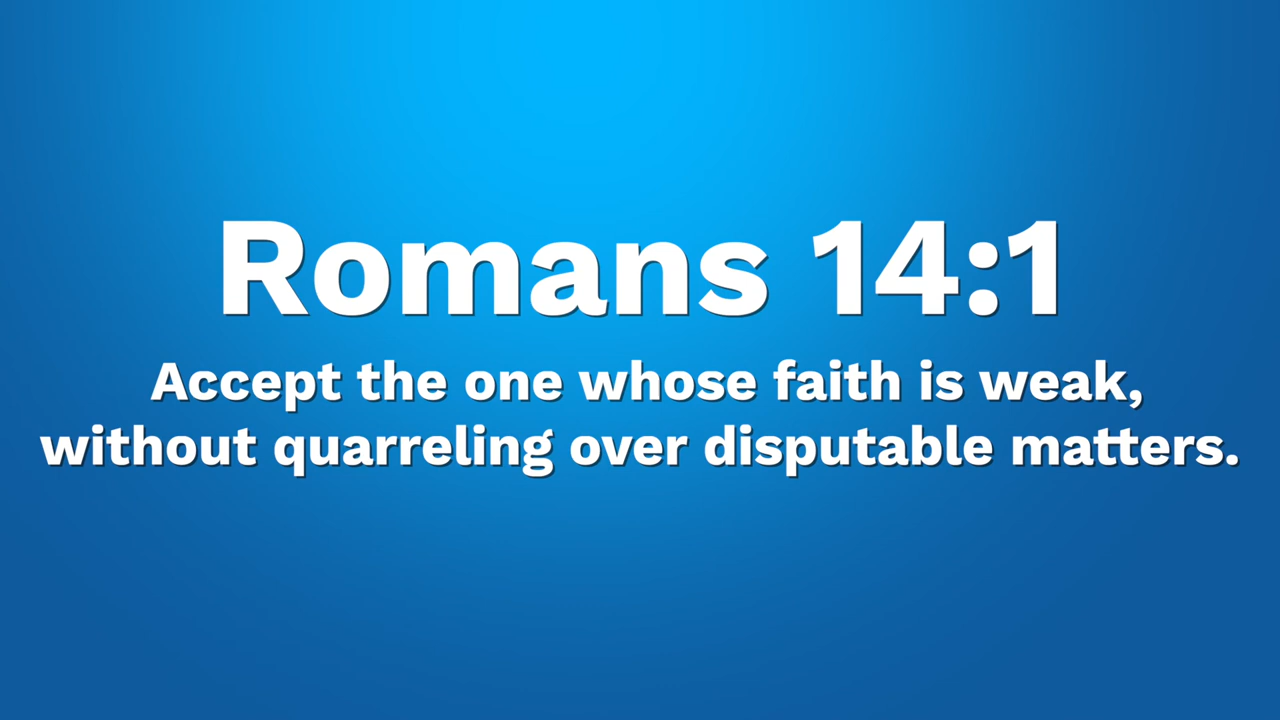 Romans 14:1
Accept the one whose faith is weak,
without quarreling over disputable matters.